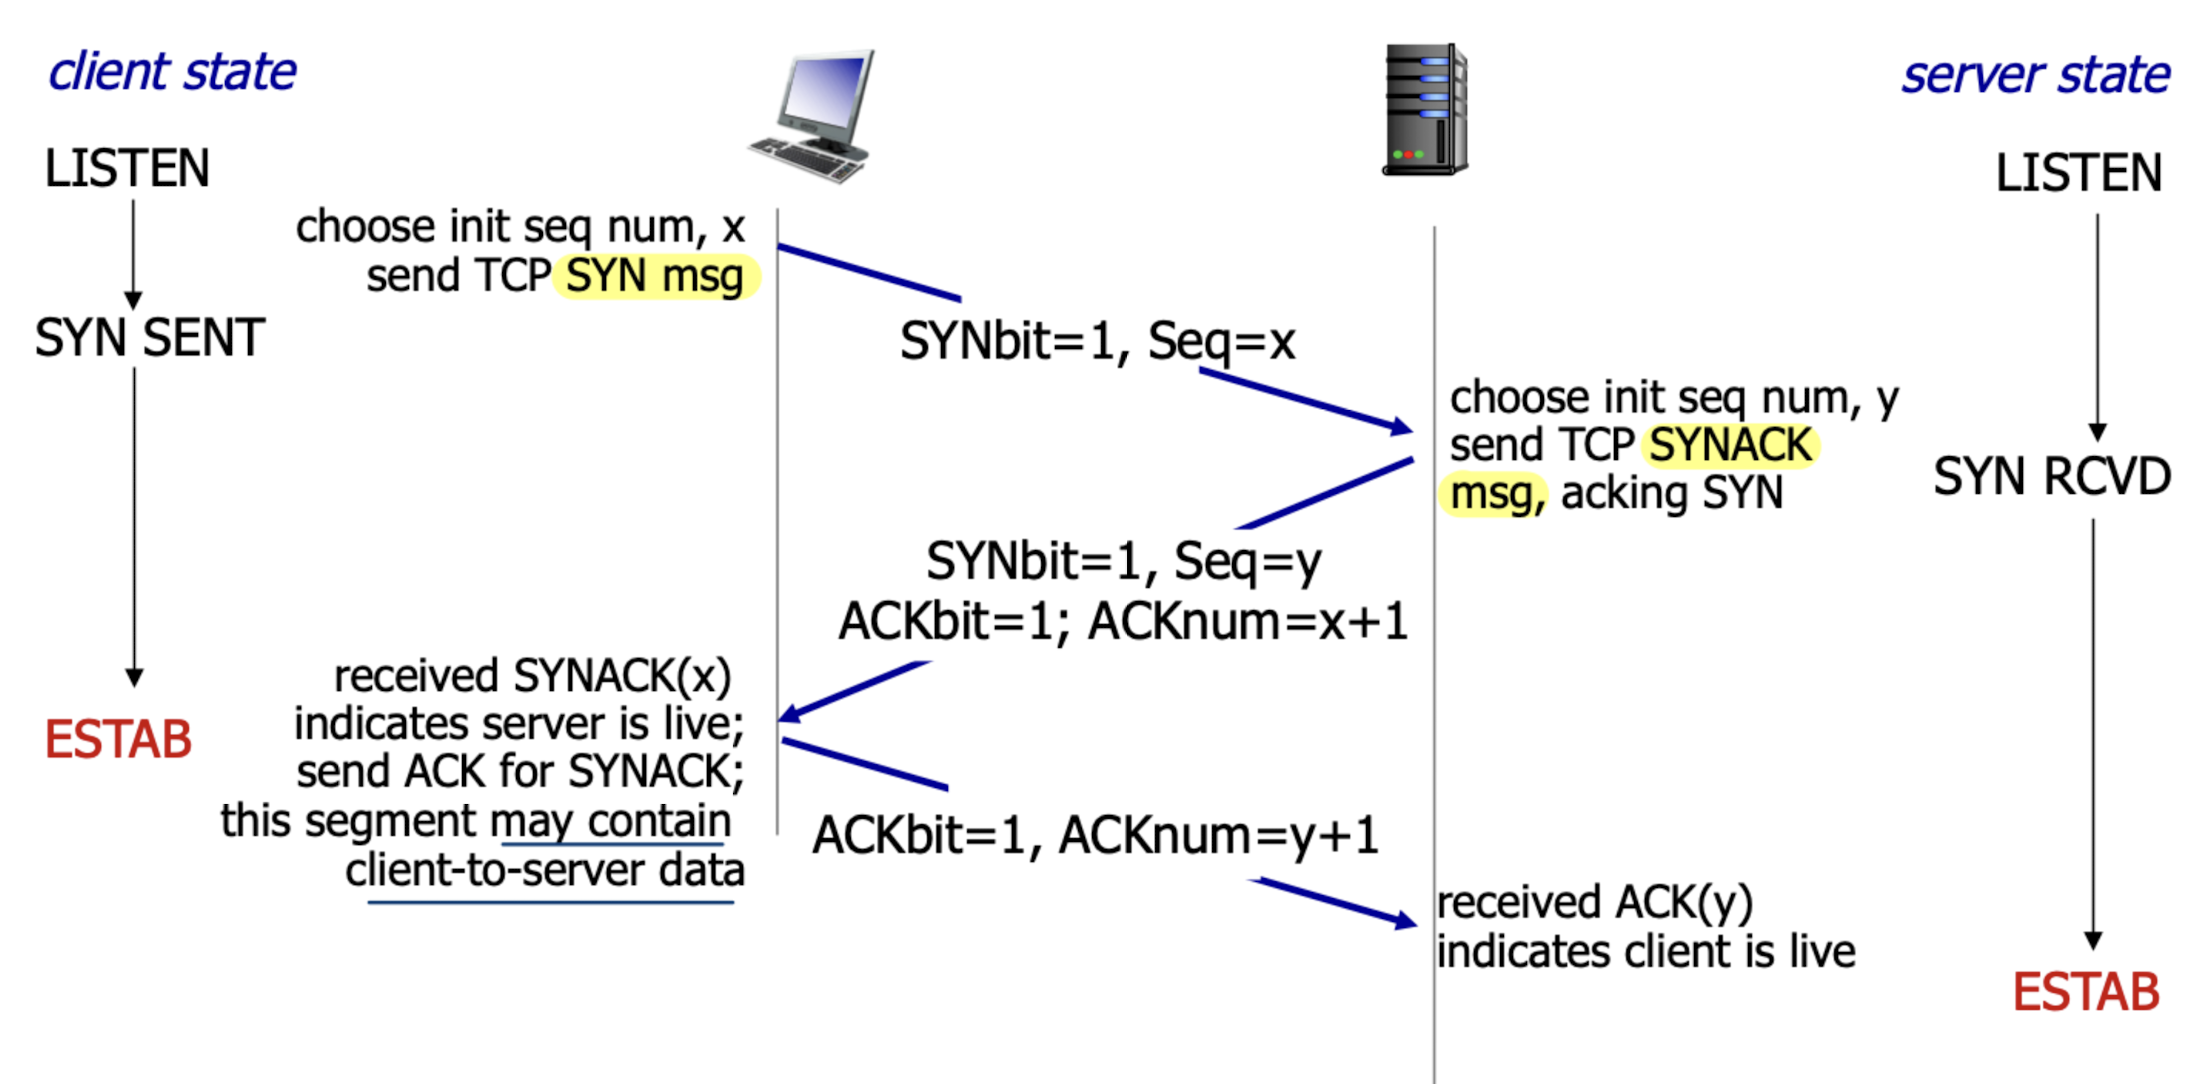 client state
server state
LISTEN
LISTEN
choose init seq num, x
send TCP SYN msg
SYN SENT
SYNbit=1, Seq=x
choose init seq num, y
send TCP SYNACK
msg, acking SYN
SYN RCVD
SYNbit=1, Seq=y
ACKbit=1; ACKnum=x+1
received SYNACK(x)
indicates server is live;
send ACK for SYNACK;
this segment may contain
client-to-server data
ESTAB
ACKbit=1, ACKnum=y+1
received ACK(y)
indicates client is live
ESTAB